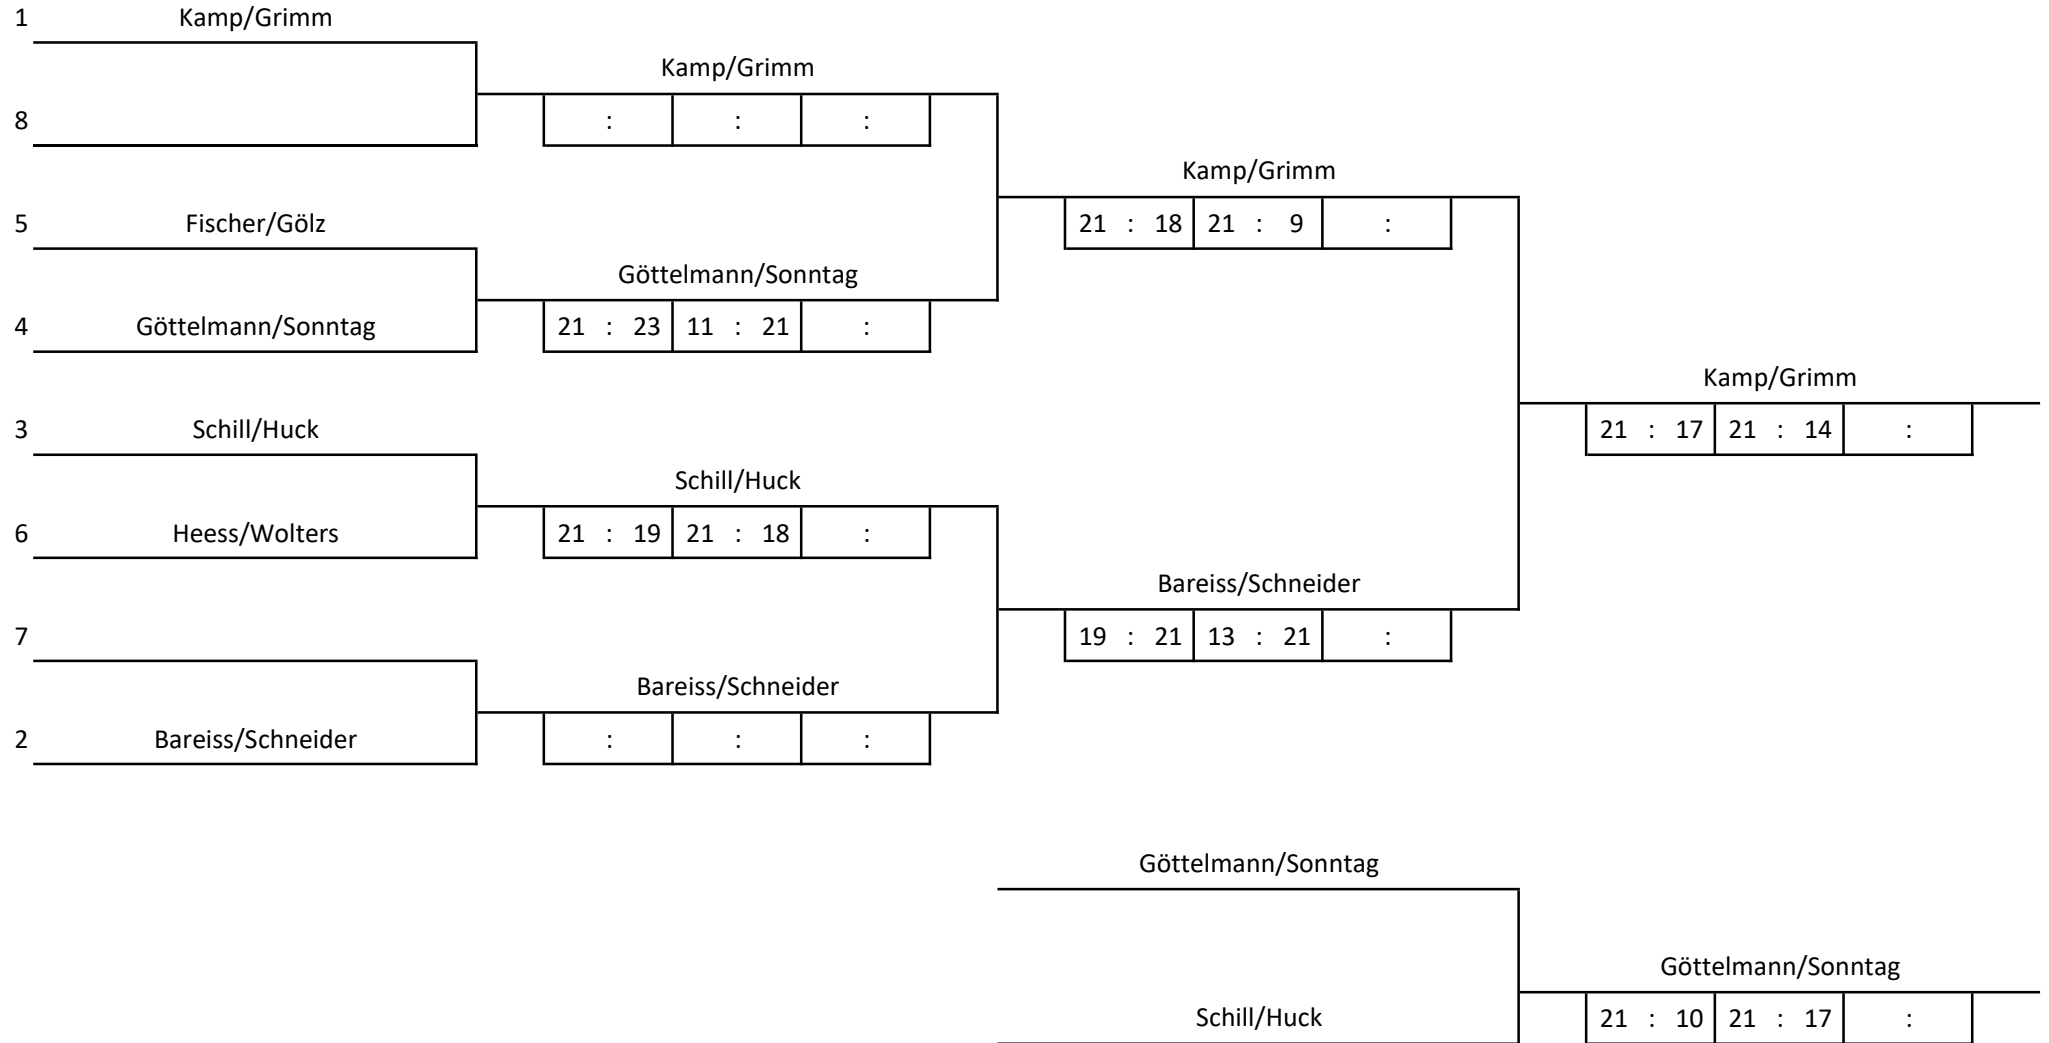 1 Kamp/Grimm
Kamp/Grimm
8 : : :
Kamp/Grimm
5 Fischer/Gölz 21 : 18 21 : 9 :
Göttelmann/Sonntag
4 Göttelmann/Sonntag 21 : 23 11 : 21 :
Kamp/Grimm
3 Schill/Huck 21 : 17 21 : 14 :
Schill/Huck
6 Heess/Wolters 21 : 19 21 : 18 :
Bareiss/Schneider
7 19 : 21 13 : 21 :
Bareiss/Schneider
2 Bareiss/Schneider : : :
Göttelmann/Sonntag
Göttelmann/Sonntag
Schill/Huck 21 : 10 21 : 17 :